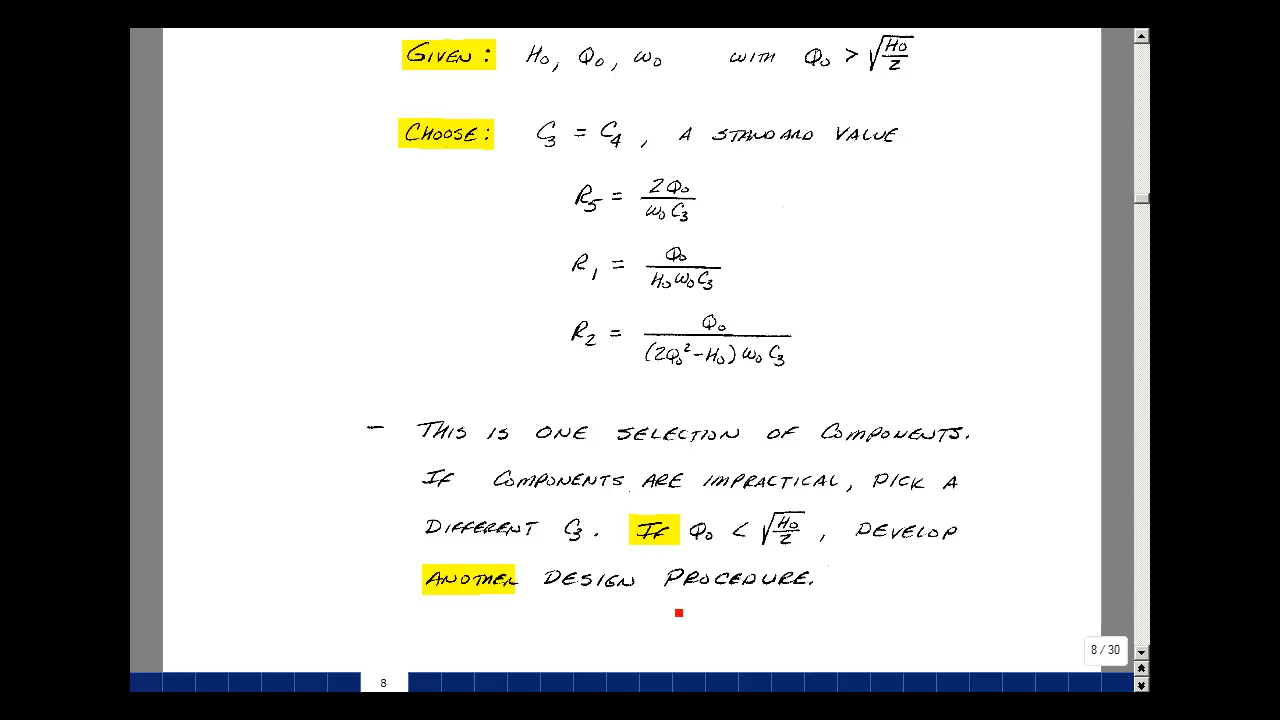 GIVEN: H₀, Q₀, ω₀ WITH Q₀ > √(H₀/2)
CHOOSE: C₃ = C₄, A STANDARD VALUE
R₅ = 2Q₀/(ω₀C₃)
R₁ = Q₀/(H₀ω₀C₃)
R₂ = Q₀/((2Q₀²-H₀)ω₀C₃)
- THIS IS ONE SELECTION OF COMPONENTS.
IF COMPONENTS ARE IMPRACTICAL, PICK A
DIFFERENT C₃. IF Q₀ < √(H₀/2), DEVELOP
ANOTHER DESIGN PROCEDURE.
8 / 30
8